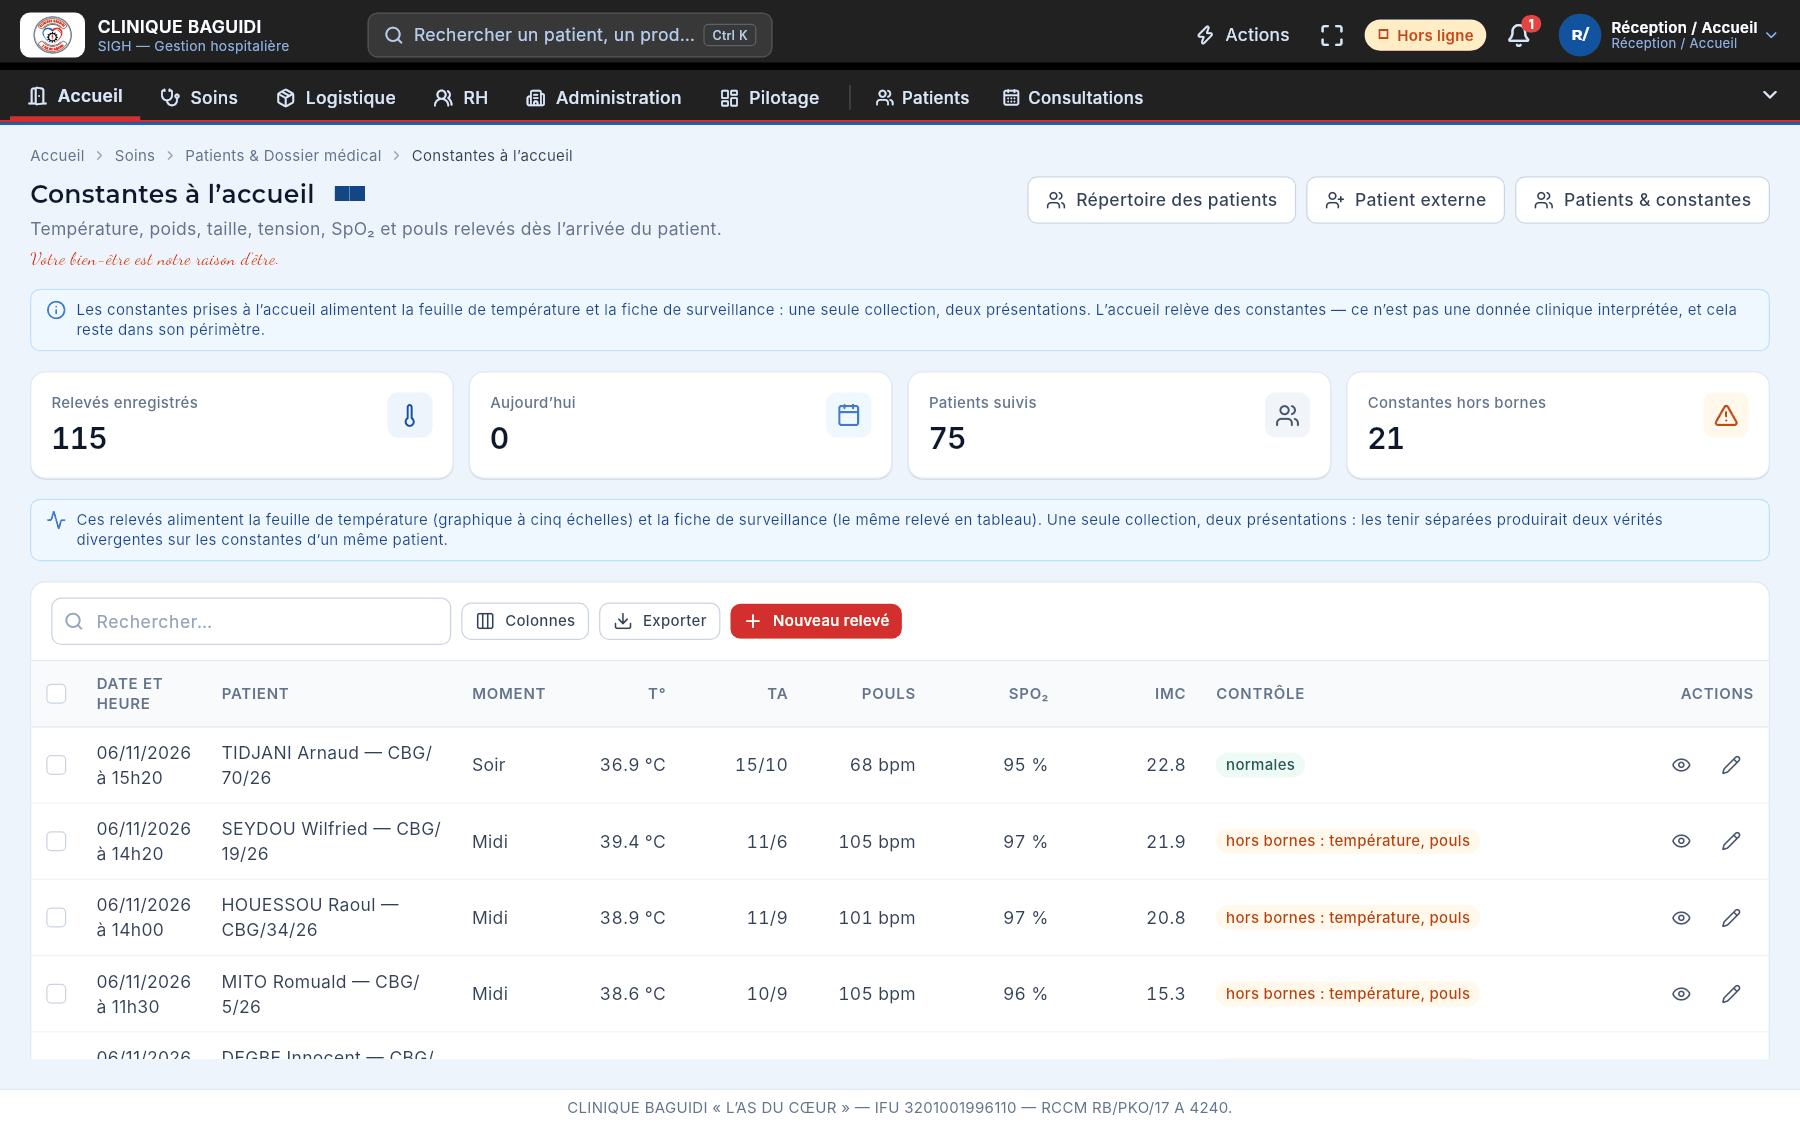 CLINIQUE BAGUIDI
SIGH — Gestion hospitalière
Rechercher un patient, un prod...
Ctrl K
Actions
Hors ligne
1
R/
Réception / Accueil
Réception / Accueil
Accueil
Soins
Logistique
RH
Administration
Pilotage
Patients
Consultations
Accueil > Soins > Patients & Dossier médical > Constantes à l’accueil
Constantes à l’accueil
Répertoire des patients
Patient externe
Patients & constantes
Température, poids, taille, tension, SpO₂ et pouls relevés dès l’arrivée du patient.
Votre bien-être est notre raison d'être.
Les constantes prises à l’accueil alimentent la feuille de température et la fiche de surveillance : une seule collection, deux présentations. L’accueil relève des constantes — ce n’est pas une donnée clinique interprétée, et cela
reste dans son périmètre.
Relevés enregistrés
115
Aujourd’hui
0
Patients suivis
75
Constantes hors bornes
21
Ces relevés alimentent la feuille de température (graphique à cinq échelles) et la fiche de surveillance (le même relevé en tableau). Une seule collection, deux présentations : les tenir séparées produirait deux vérités
divergentes sur les constantes d’un même patient.
Rechercher...
Colonnes
Exporter
Nouveau relevé
DATE ET
HEURE
PATIENT
MOMENT
T°
TA
POULS
SPO₂
IMC
CONTRÔLE
ACTIONS
06/11/2026
à 15h20
TIDJANI Arnaud — CBG/
70/26
Soir
36.9 °C
15/10
68 bpm
95 %
22.8
normales
06/11/2026
à 14h20
SEYDOU Wilfried — CBG/
19/26
Midi
39.4 °C
11/6
105 bpm
97 %
21.9
hors bornes : température, pouls
06/11/2026
à 14h00
HOUESSOU Raoul —
CBG/34/26
Midi
38.9 °C
11/9
101 bpm
97 %
20.8
hors bornes : température, pouls
06/11/2026
à 11h30
MITO Romuald — CBG/
5/26
Midi
38.6 °C
10/9
105 bpm
96 %
15.3
hors bornes : température, pouls
06/11/2026
DEGBE Innocent — CBG/
CLINIQUE BAGUIDI « L’AS DU CŒUR » — IFU 3201001996110 — RCCM RB/PKO/17 A 4240.